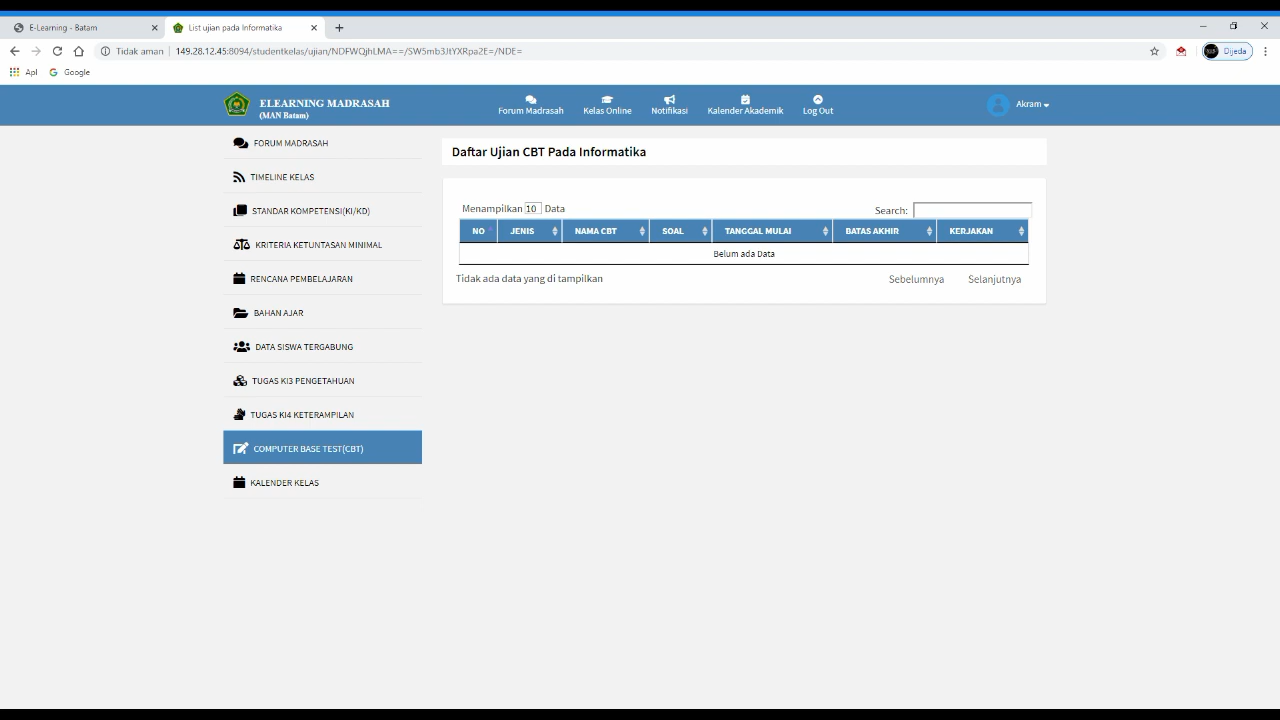 E-Learning - Batam
List ujian pada Informatika
Tidak aman
149.28.12.45:8094/studentkelas/ujian/NDFWQjhLMA==/SW5mb3JtYXRpa2E=/NDE=
Dijeda
Apl
Google
ELEARNING MADRASAH
(MAN Batam)
Forum Madrasah
Kelas Online
Notifikasi
Kalender Akademik
Log Out
Akram
FORUM MADRASAH
TIMELINE KELAS
STANDAR KOMPETENSI(KI/KD)
KRITERIA KETUNTASAN MINIMAL
RENCANA PEMBELAJARAN
BAHAN AJAR
DATA SISWA TERGABUNG
TUGAS KI3 PENGETAHUAN
TUGAS KI4 KETERAMPILAN
COMPUTER BASE TEST(CBT)
KALENDER KELAS
Daftar Ujian CBT Pada Informatika
Menampilkan 10 Data
Search:
NO JENIS NAMA CBT SOAL TANGGAL MULAI BATAS AKHIR KERJAKAN
Belum ada Data
Tidak ada data yang di tampilkan
Sebelumnya Selanjutnya